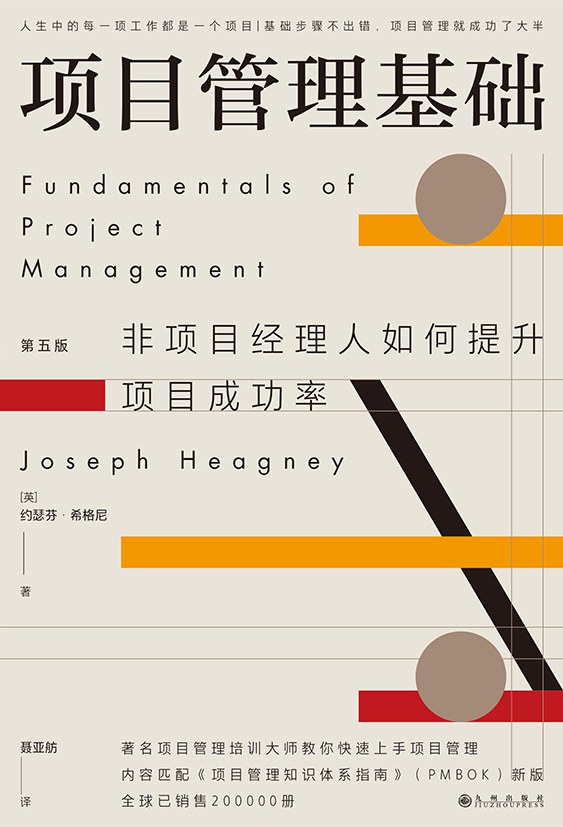 人生中的每一项工作都是一个项目|基础步骤不出错，项目管理就成功了大半
项目管理基础
Fundamentals of
Project
Management
第五版
非项目经理人如何提升
项目成功率
Joseph Heagney
[英]
约瑟芬·希格尼
著
聂亚舫
译
著名项目管理培训大师教你快速上手项目管理
内容匹配《项目管理知识体系指南》（PMBOK）新版
全球已销售200000册
九州出版社
JIUZHOUPRESS